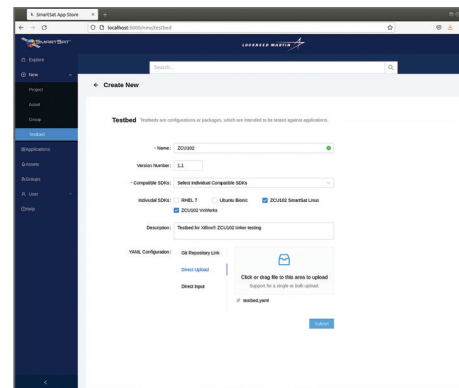 SmartSat App Store
localhost:3000/new/testbed
SMARTSAT
LOCKHEED MARTIN
Explore
Search...
New
Create New
Project
Asset
Group
Testbed Testbeds are configurations or packages, which are intended to be tested against applications.
Testbed
* Name: ZCU102
Applications
Version Number: 1.1
Assets
Groups
* Compatible SDKs: Select Individual Compatible SDKs
User
Indivudal SDKs: RHEL 7 Ubuntu Bionic ZCU102 SmartSat Linux
Help
ZCU102 VxWorks
Description: Testbed for Xilinx® ZCU102 linker testing
YAML Configuration: Git Repository Link
Direct Upload
Direct Input
Click or drag file to this area to upload
Support for a single or bulk upload.
testbed.yaml
Submit